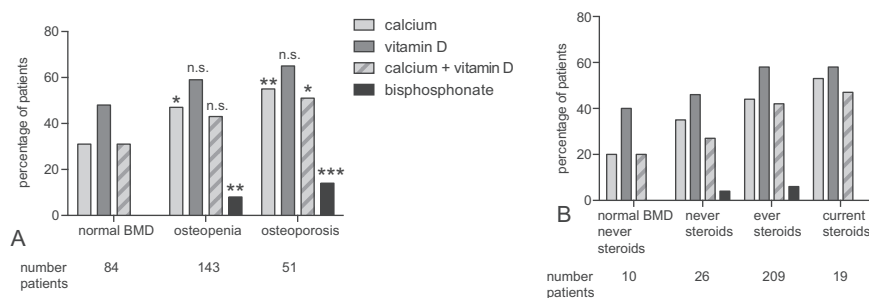 calcium
vitamin D
calcium + vitamin D
bisphosphonate
percentage of patients
80
60
40
20
0
*
n.s.
n.s.
**
**
n.s.
*
***
normal BMD
osteopenia
osteoporosis
A
number
patients
84
143
51
percentage of patients
80
60
40
20
0
normal BMD
never
steroids
never
steroids
ever
steroids
current
steroids
B
number
patients
10
26
209
19